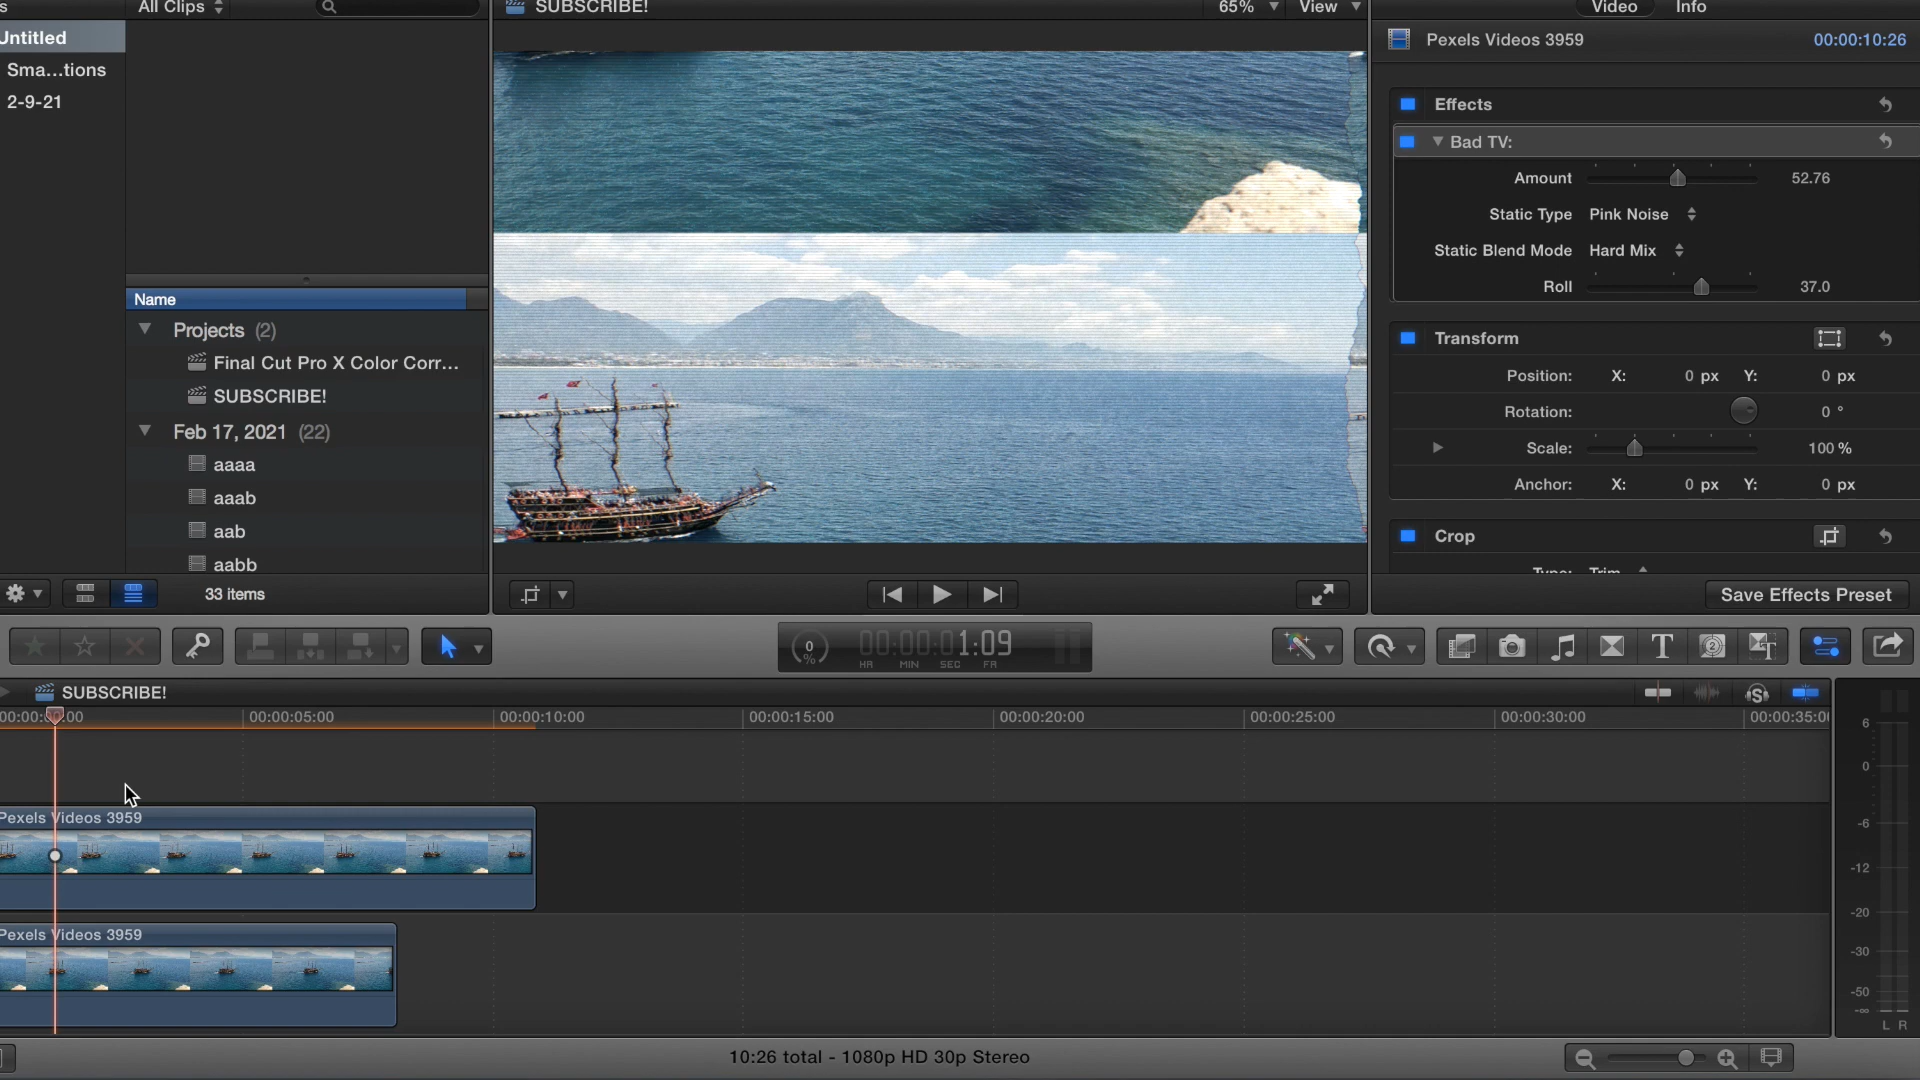 All Clips
SUBSCRIBE!
65%
View
Video
Info
Untitled
Sma...tions
2-9-21
Pexels Videos 3959
00:00:10:26
Effects
Bad TV:
Amount
52.76
Static Type
Pink Noise
Static Blend Mode
Hard Mix
Roll
37.0
Name
Projects (2)
Final Cut Pro X Color Corr...
SUBSCRIBE!
Feb 17, 2021 (22)
aaaa
aaab
aab
aabb
Transform
Position: X: 0 px Y: 0 px
Rotation: 0 °
Scale: 100 %
Anchor: X: 0 px Y: 0 px
Crop
Type: Trim
33 items
Save Effects Preset
0
%
00:00:01:09
HR MIN SEC FR
SUBSCRIBE!
00:00:05:00
00:00:10:00
00:00:15:00
00:00:20:00
00:00:25:00
00:00:30:00
Pexels Videos 3959
Pexels Videos 3959
6
0
-6
-12
-20
-30
-50
-∞
L R
10:26 total - 1080p HD 30p Stereo